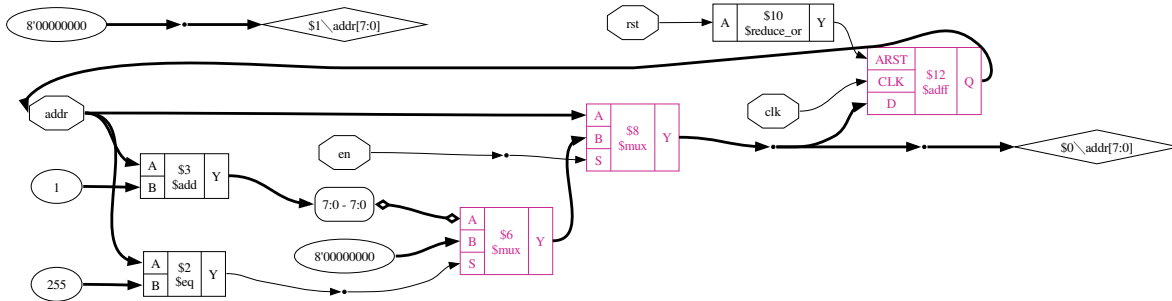 8'00000000
$1\addr[7:0]
rst
A
$10
$reduce_or
Y
ARST
CLK
D
$12
$adff
Q
addr
clk
A
B
S
$8
$mux
Y
en
$0\addr[7:0]
A
B
$3
$add
Y
1
7:0 - 7:0
A
B
S
$6
$mux
Y
8'00000000
A
B
$2
$eq
Y
255